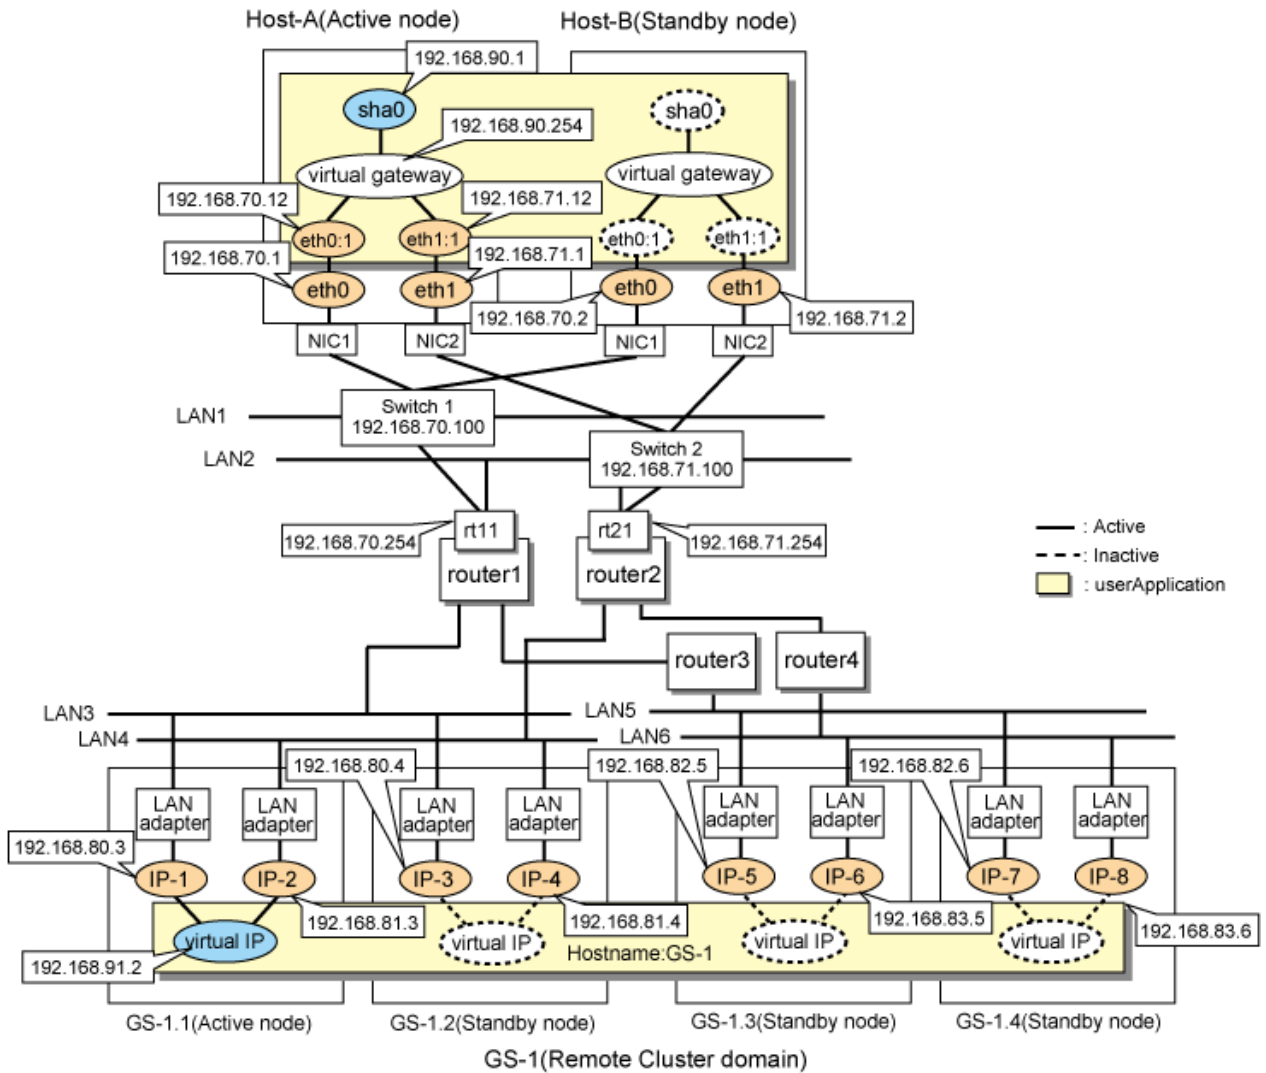 Host-A(Active node)
Host-B(Standby node)
192.168.90.1
sha0
sha0
192.168.90.254
virtual gateway
virtual gateway
192.168.70.12
192.168.71.12
eth0:1
eth1:1
eth0:1
eth1:1
192.168.70.1
192.168.71.1
eth0
eth1
eth0
eth1
192.168.70.2
192.168.71.2
NIC1
NIC2
NIC1
NIC2
LAN1
Switch 1
192.168.70.100
LAN2
Switch 2
192.168.71.100
rt11
rt21
192.168.70.254
192.168.71.254
router1
router2
: Active
: Inactive
: userApplication
router3
router4
LAN3
LAN5
LAN4
LAN6
192.168.80.4
192.168.82.5
192.168.82.6
LAN
adapter
LAN
adapter
LAN
adapter
LAN
adapter
LAN
adapter
LAN
adapter
LAN
adapter
LAN
adapter
192.168.80.3
IP-1
IP-2
IP-3
IP-4
IP-5
IP-6
IP-7
IP-8
192.168.81.3
192.168.81.4
192.168.83.5
192.168.83.6
virtual IP
virtual IP
virtual IP
virtual IP
Hostname:GS-1
192.168.91.2
GS-1.1(Active node)
GS-1.2(Standby node)
GS-1.3(Standby node)
GS-1.4(Standby node)
GS-1(Remote Cluster domain)